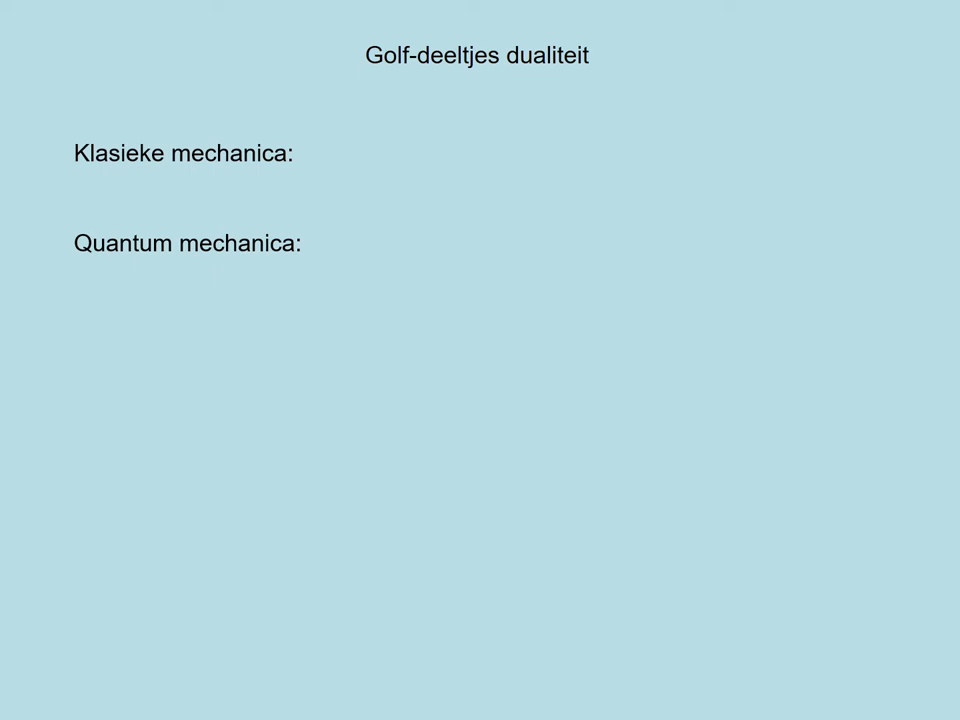 Golf-deeltjes dualiteit
Klasieke mechanica:
Quantum mechanica: